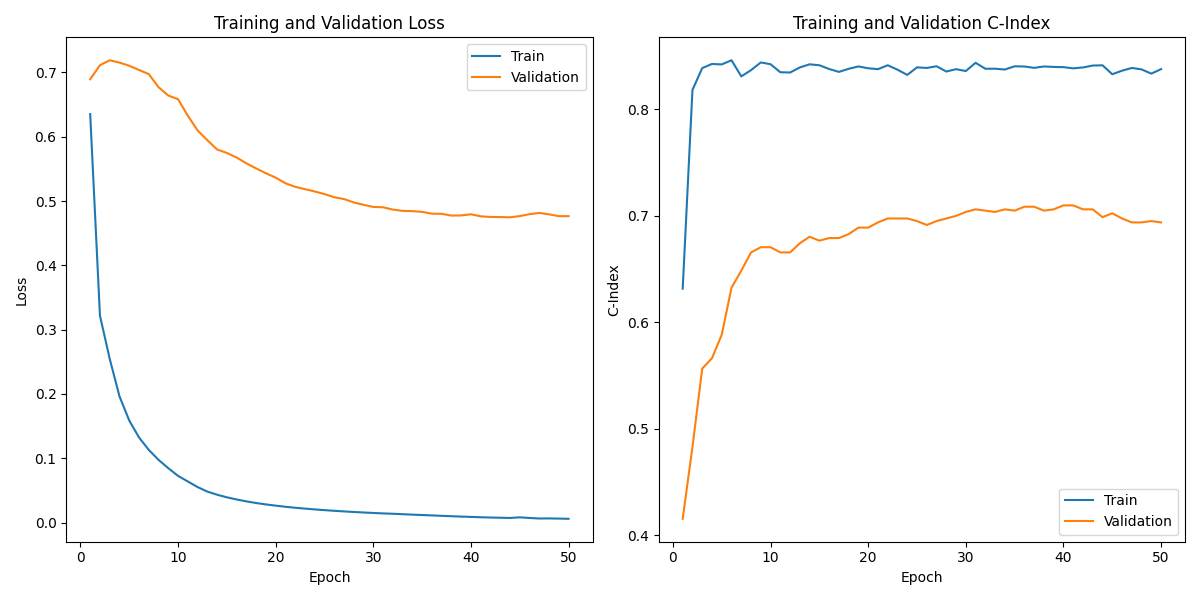 Training and Validation Loss
Train
Validation
0.7
0.6
0.5
0.4
0.3
0.2
0.1
0.0
Loss
0 10 20 30 40 50
Epoch
Training and Validation C-Index
0.8
0.7
0.6
0.5
0.4
C-Index
Train
Validation
0 10 20 30 40 50
Epoch